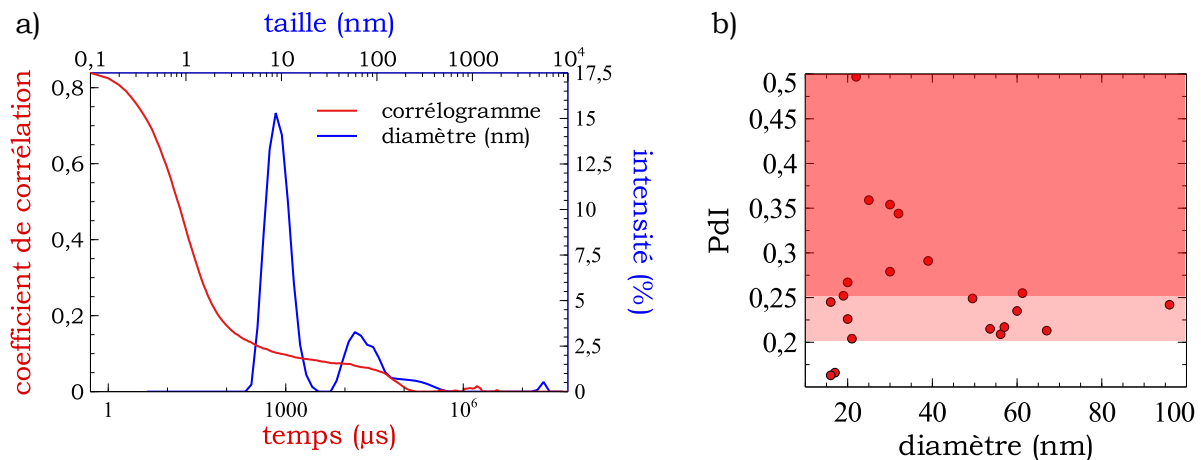 a)
taille (nm)
0,1 1 10 100 1000 10⁴
coefficient de corrélation
0,8
0,6
0,4
0,2
0
corrélogramme
diamètre (nm)
17,5
15
12,5
10
7,5
5
2,5
0
intensité (%)
1 1000 10⁶
temps (µs)
b)
PdI
0,5
0,45
0,4
0,35
0,3
0,25
0,2
20 40 60 80 100
diamètre (nm)